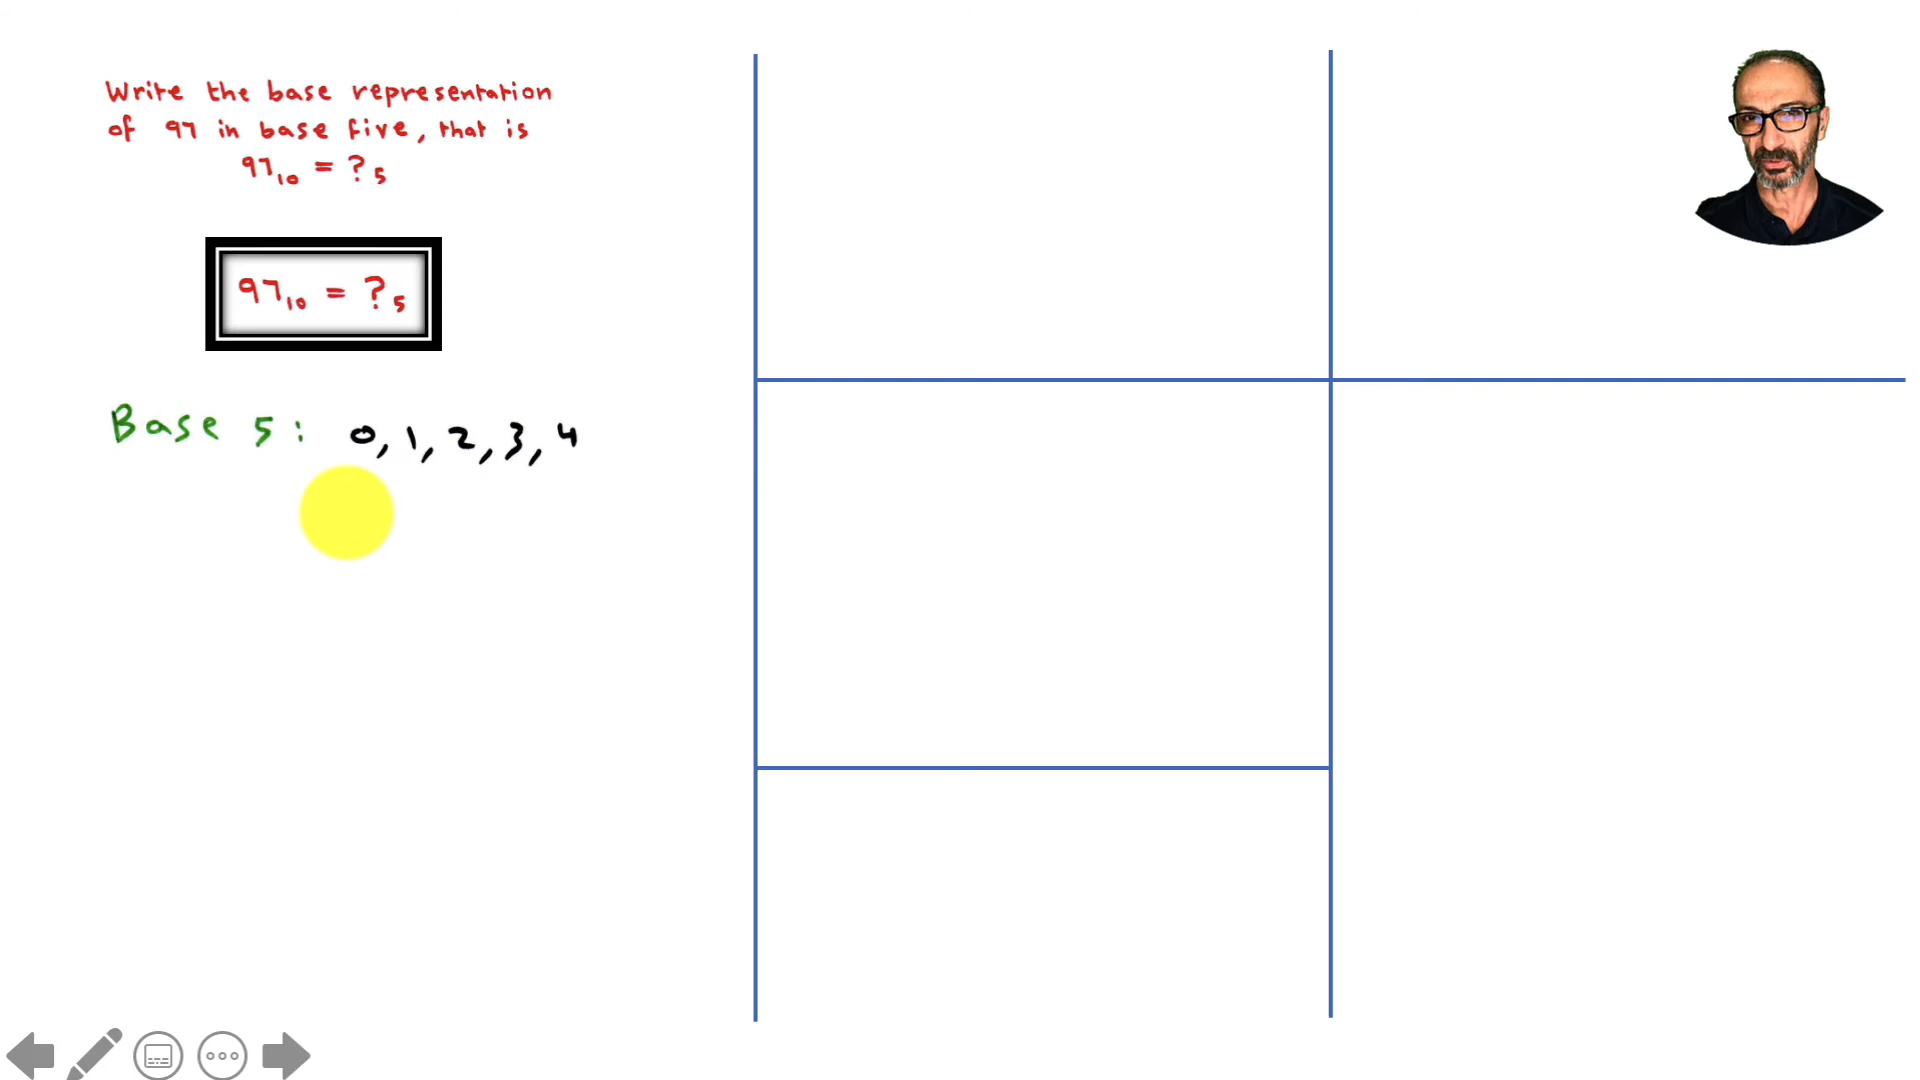 Write the base representation
of 97 in base five, that is
97₁₀ = ?₅
97₁₀ = ?₅
Base 5: 0, 1, 2, 3, 4